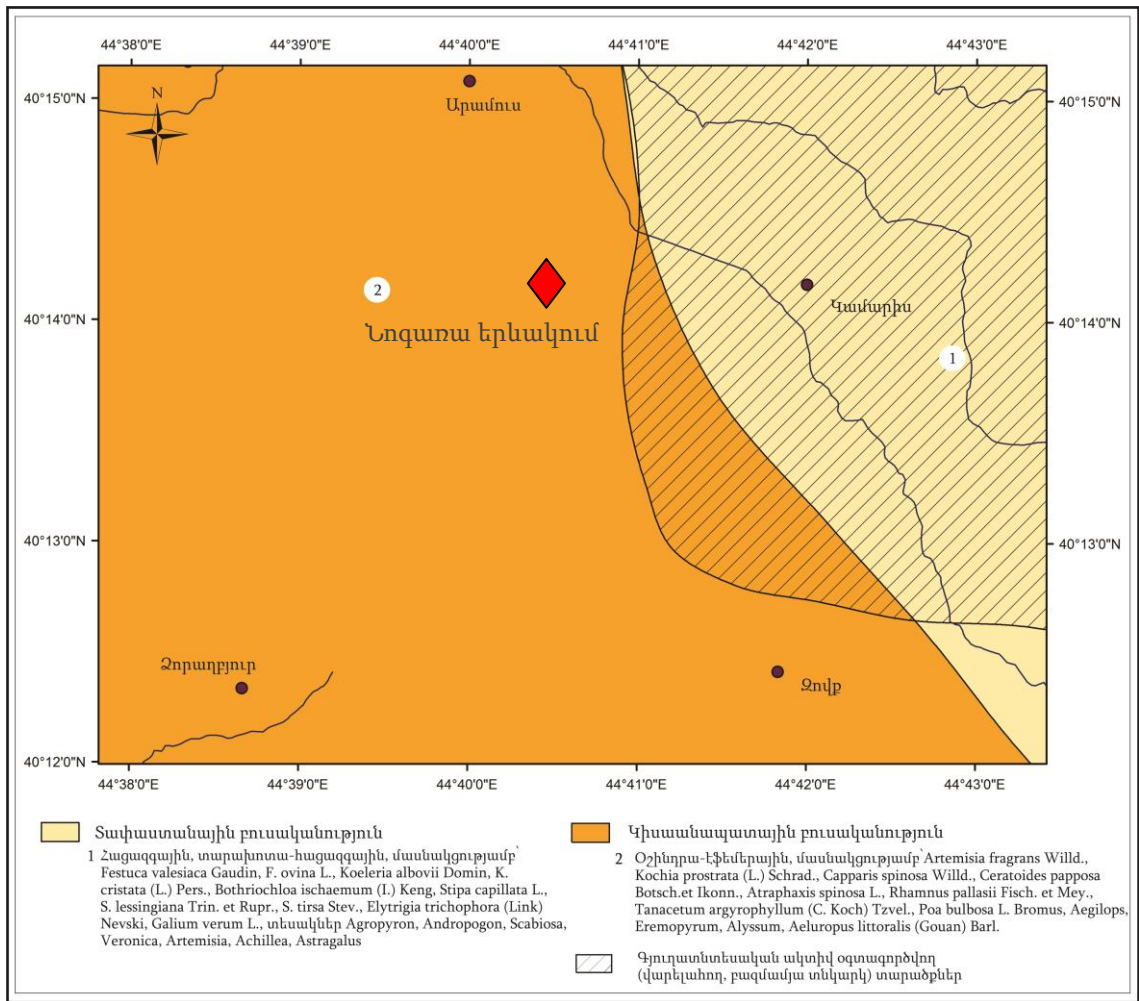 44°38'0"E 44°39'0"E 44°40'0"E 44°41'0"E 44°42'0"E 44°43'0"E
40°15'0"N 40°15'0"N
N
Արամուս
2
Կամարիս
40°14'0"N 40°14'0"N
Նոգառա երևակում
1
40°13'0"N 40°13'0"N
Ձորաղբյուր
Զովք
40°12'0"N 40°12'0"N
44°38'0"E 44°39'0"E 44°40'0"E 44°41'0"E 44°42'0"E 44°43'0"E
Տափաստանային բուսականություն
1 Հացազգային, տարախոտա-հացազգային, մասնակցությամբ՝
Festuca valesiaca Gaudin, F. ovina L., Koeleria albovii Domin, K.
cristata (L.) Pers., Bothriochloa ischaemum (I.) Keng, Stipa capillata L.,
S. lessingiana Trin. et Rupr., S. tirsa Stev., Elytrigia trichophora (Link)
Nevski, Galium verum L., տեսակներ Agropyron, Andropogon, Scabiosa,
Veronica, Artemisia, Achillea, Astragalus
Կիսաանապատային բուսականություն
2 Օշինդրա-էֆեմերային, մասնակցությամբ՝ Artemisia fragrans Willd.,
Kochia prostrata (L.) Schrad., Capparis spinosa Willd., Ceratoides papposa
Botsch.et Ikonn., Atraphaxis spinosa L., Rhamnus pallasii Fisch. et Mey.,
Tanacetum argyrophyllum (C. Koch) Tzvel., Poa bulbosa L. Bromus, Aegilops,
Eremopyrum, Alyssum, Aeluropus littoralis (Gouan) Barl.
Գյուղատնտեսական ակտիվ օգտագործվող
(վարելահող, բազմամյա տնկարկ) տարածքներ